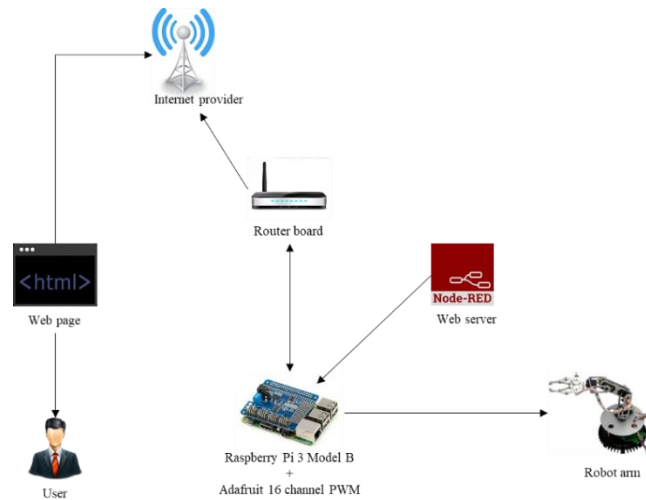 Internet provider
Router board
<html>
Web page
Node-RED
Web server
Raspberry Pi 3 Model B
+
Adafruit 16 channel PWM
Robot arm
User